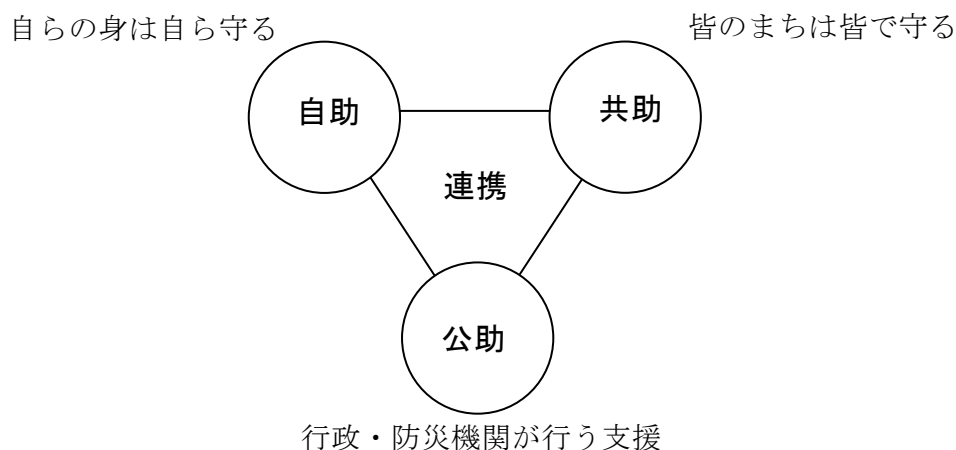 自らの身は自ら守る
皆のまちは皆で守る
自助
共助
連携
公助
行政・防災機関が行う支援